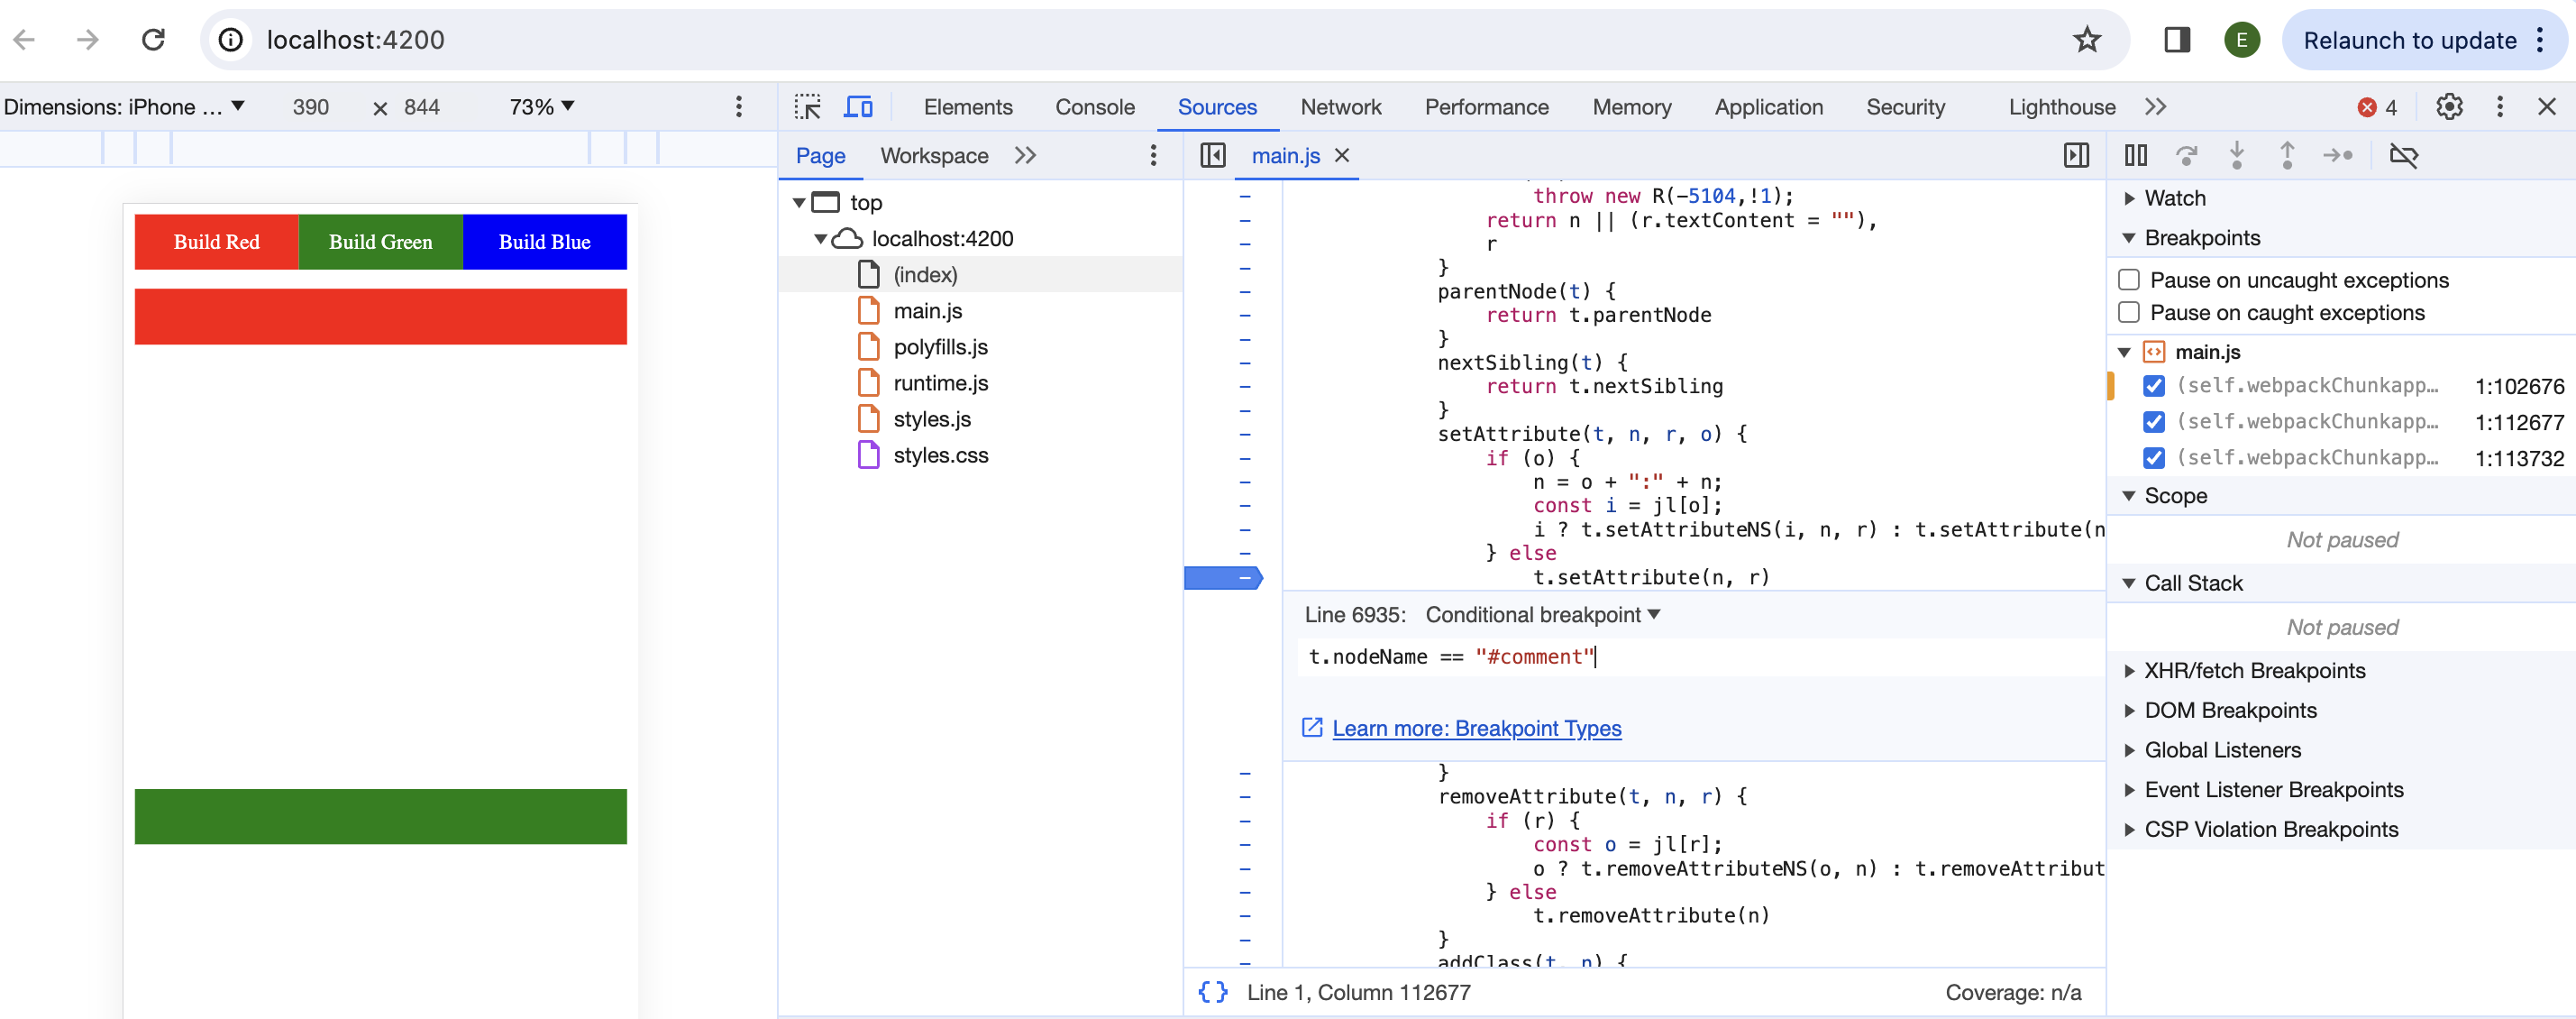 localhost:4200
E
Relaunch to update
Dimensions: iPhone ...
390
×
844
73%
Elements
Console
Sources
Network
Performance
Memory
Application
Security
Lighthouse
4
Page
Workspace
main.js
Build Red
Build Green
Build Blue
top
localhost:4200
(index)
main.js
polyfills.js
runtime.js
styles.js
styles.css
throw new R(-5104,!1);
return n || (r.textContent = ""),
r
}
parentNode(t) {
return t.parentNode
}
nextSibling(t) {
return t.nextSibling
}
setAttribute(t, n, r, o) {
if (o) {
n = o + ":" + n;
const i = jl[o];
i ? t.setAttributeNS(i, n, r) : t.setAttribute(n
} else
t.setAttribute(n, r)
Line 6935: Conditional breakpoint
t.nodeName == "#comment"
Learn more: Breakpoint Types
}
removeAttribute(t, n, r) {
if (r) {
const o = jl[r];
o ? t.removeAttributeNS(o, n) : t.removeAttribut
} else
t.removeAttribute(n)
}
addClass(t, n) {
{} Line 1, Column 112677
Coverage: n/a
Watch
Breakpoints
Pause on uncaught exceptions
Pause on caught exceptions
main.js
(self.webpackChunkapp… 1:102676
(self.webpackChunkapp… 1:112677
(self.webpackChunkapp… 1:113732
Scope
Not paused
Call Stack
Not paused
XHR/fetch Breakpoints
DOM Breakpoints
Global Listeners
Event Listener Breakpoints
CSP Violation Breakpoints